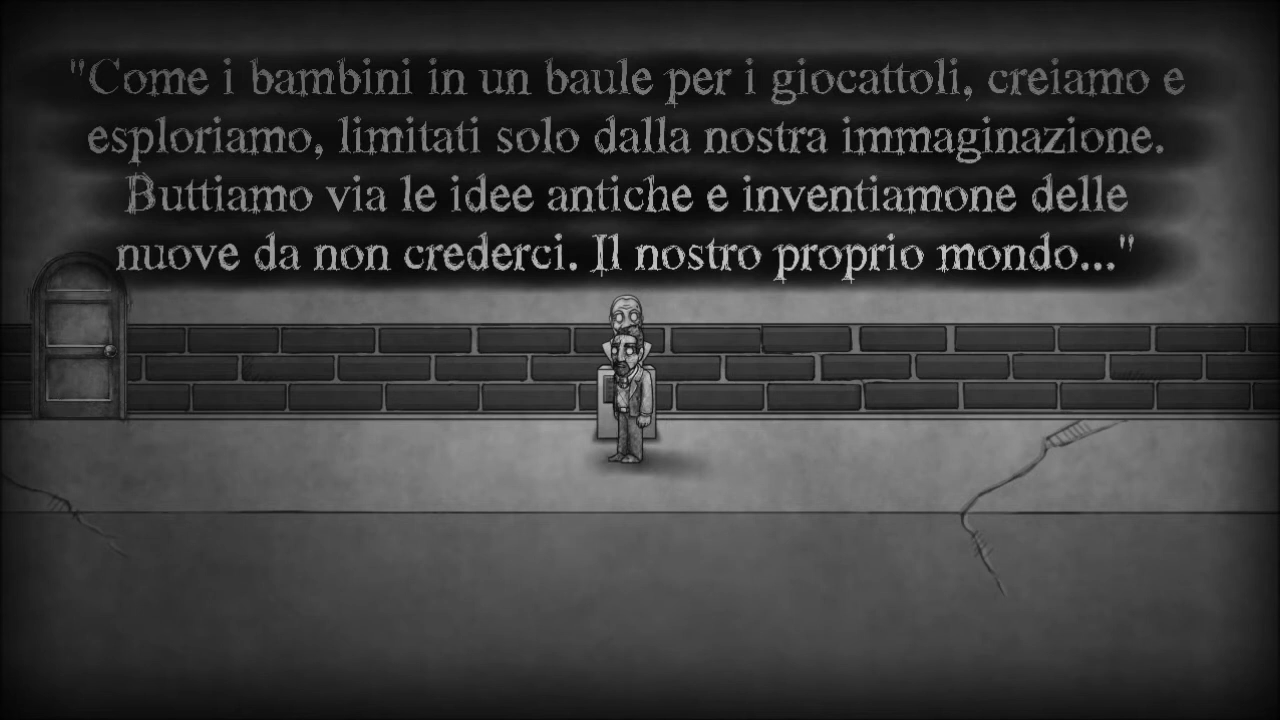 "Come i bambini in un baule per i giocattoli, creiamo e
esploriamo, limitati solo dalla nostra immaginazione.
Buttiamo via le idee antiche e inventiamone delle
nuove da non crederci. Il nostro proprio mondo..."